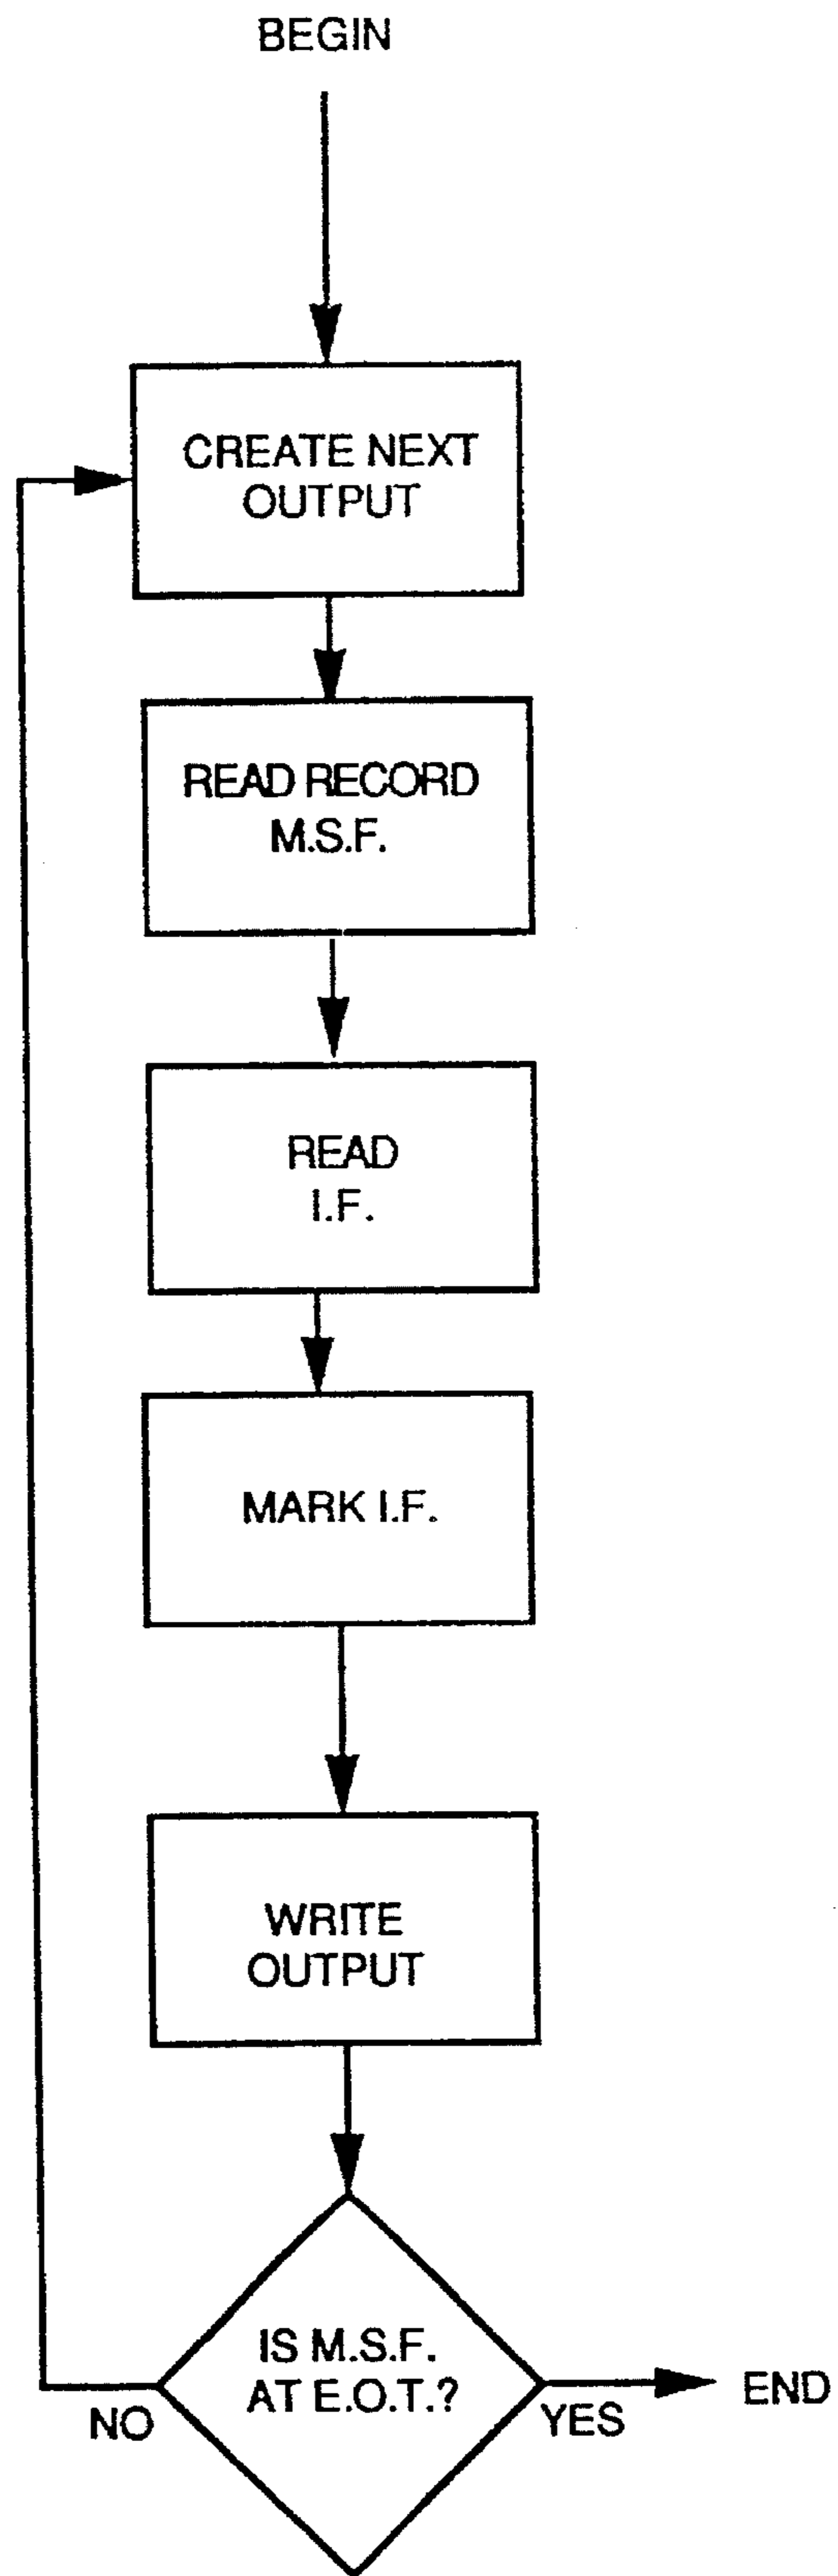 BEGIN
CREATE NEXT
OUTPUT
READ RECORD
M.S.F.
READ
I.F.
MARK I.F.
WRITE
OUTPUT
IS M.S.F.
AT E.O.T.?
NO
YES
END